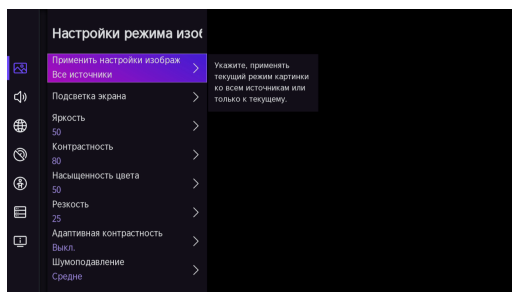 Настройки режима изоб
Применить настройки изображ
Все источники
Укажите, применять
текущий режим картинки
ко всем источникам или
только к текущему.
Подсветка экрана
Яркость
50
Контрастность
80
Насыщенность цвета
50
Резкость
25
Адаптивная контрастность
Выкл.
Шумоподавление
Средне